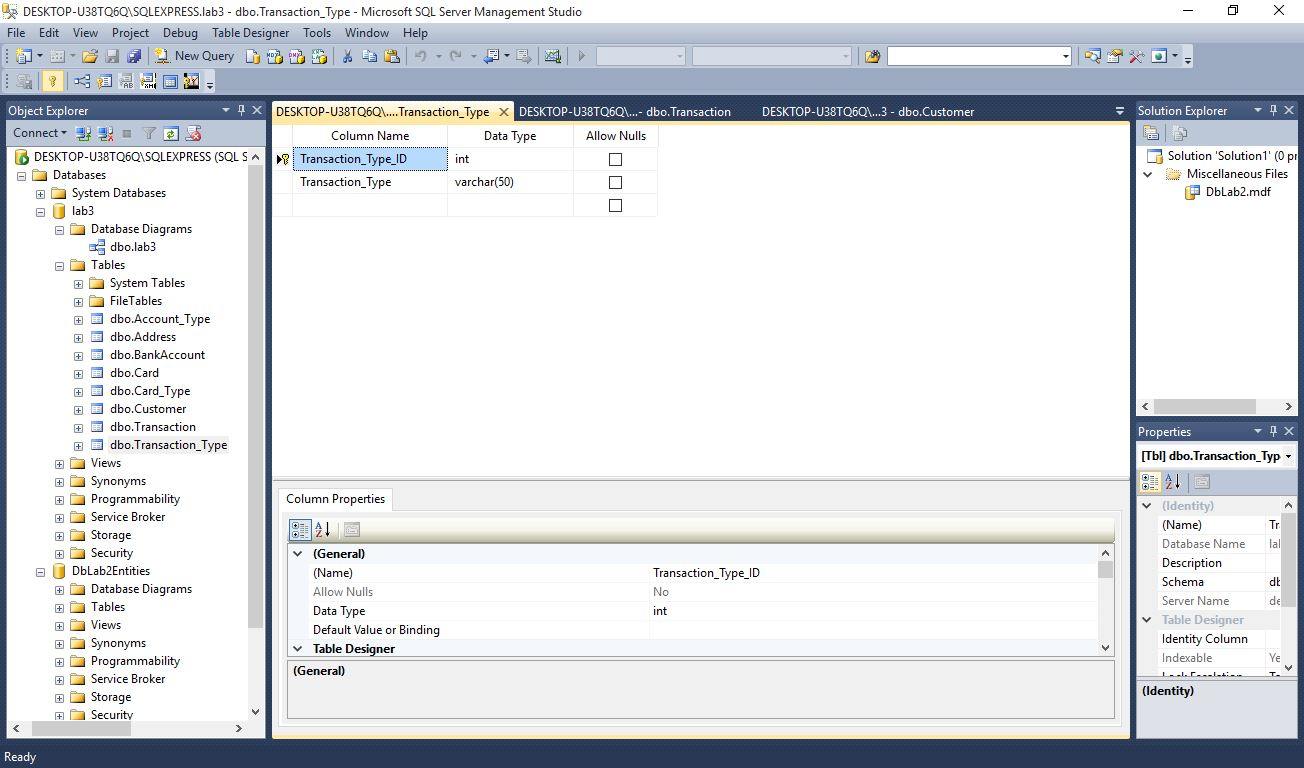 DESKTOP-U38TQ6Q\SQLEXPRESS.lab3 - dbo.Transaction_Type - Microsoft SQL Server Management Studio
File Edit View Project Debug Table Designer Tools Window Help
New Query
Object Explorer
Connect
DESKTOP-U38TQ6Q\SQLEXPRESS (SQL S
Databases
System Databases
lab3
Database Diagrams
dbo.lab3
Tables
System Tables
FileTables
dbo.Account_Type
dbo.Address
dbo.BankAccount
dbo.Card
dbo.Card_Type
dbo.Customer
dbo.Transaction
dbo.Transaction_Type
Views
Synonyms
Programmability
Service Broker
Storage
Security
DbLab2Entities
Database Diagrams
Tables
Views
Synonyms
Programmability
Service Broker
Storage
Security
DESKTOP-U38TQ6Q\....Transaction_Type DESKTOP-U38TQ6Q\...- dbo.Transaction DESKTOP-U38TQ6Q\...3 - dbo.Customer
Column Name Data Type Allow Nulls
Transaction_Type_ID int
Transaction_Type varchar(50)
Column Properties
(General)
(Name) Transaction_Type_ID
Allow Nulls No
Data Type int
Default Value or Binding
Table Designer
(General)
Solution Explorer
Solution 'Solution1' (0 pr
Miscellaneous Files
DbLab2.mdf
Properties
[Tbl] dbo.Transaction_Typ
(Identity)
(Name) Tr
Database Name lal
Description
Schema db
Server Name de
Table Designer
Identity Column
Indexable Ye
(Identity)
Ready